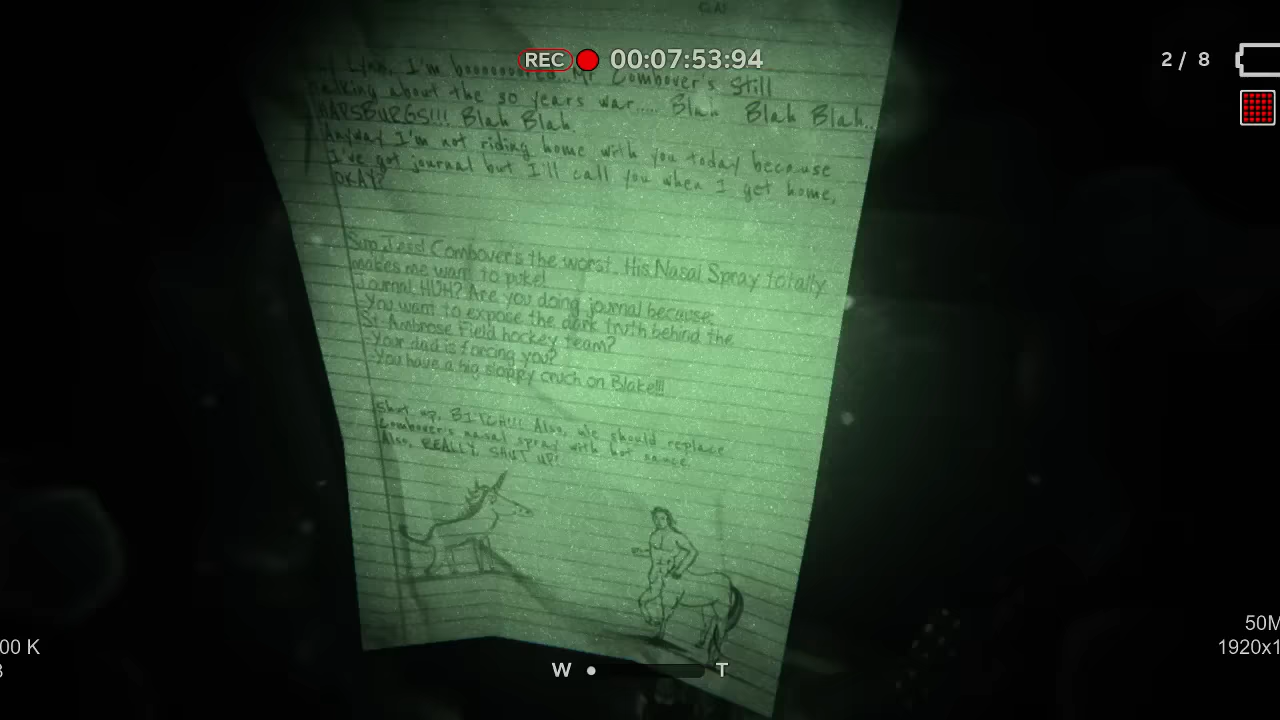 REC 00:07:53:94
2 / 8
Lynn, I'm booooooored...Mr Combover's still
talking about the 30 years war.... Blah Blah Blah..
HAPSBURGS!!! Blah Blah.
Anyway I'm not riding home with you today because
I've got journal but I'll call you when I get home,
OKAY?
Sup Jess! Combover's the worst. His Nasal Spray totally
makes me want to puke!
Journal HUH? Are you doing journal because:
You want to expose the dark truth behind the
St. Ambrose Field hockey team?
Your dad is forcing you?
You have a big sloppy cruch on Blake!!!
Shut up, BITCH!!! Also, we should replace
Combover's nasal spray with hot sauce.
Also, REALLY, SHUT UP!
00 K
50M
1920x1
W T